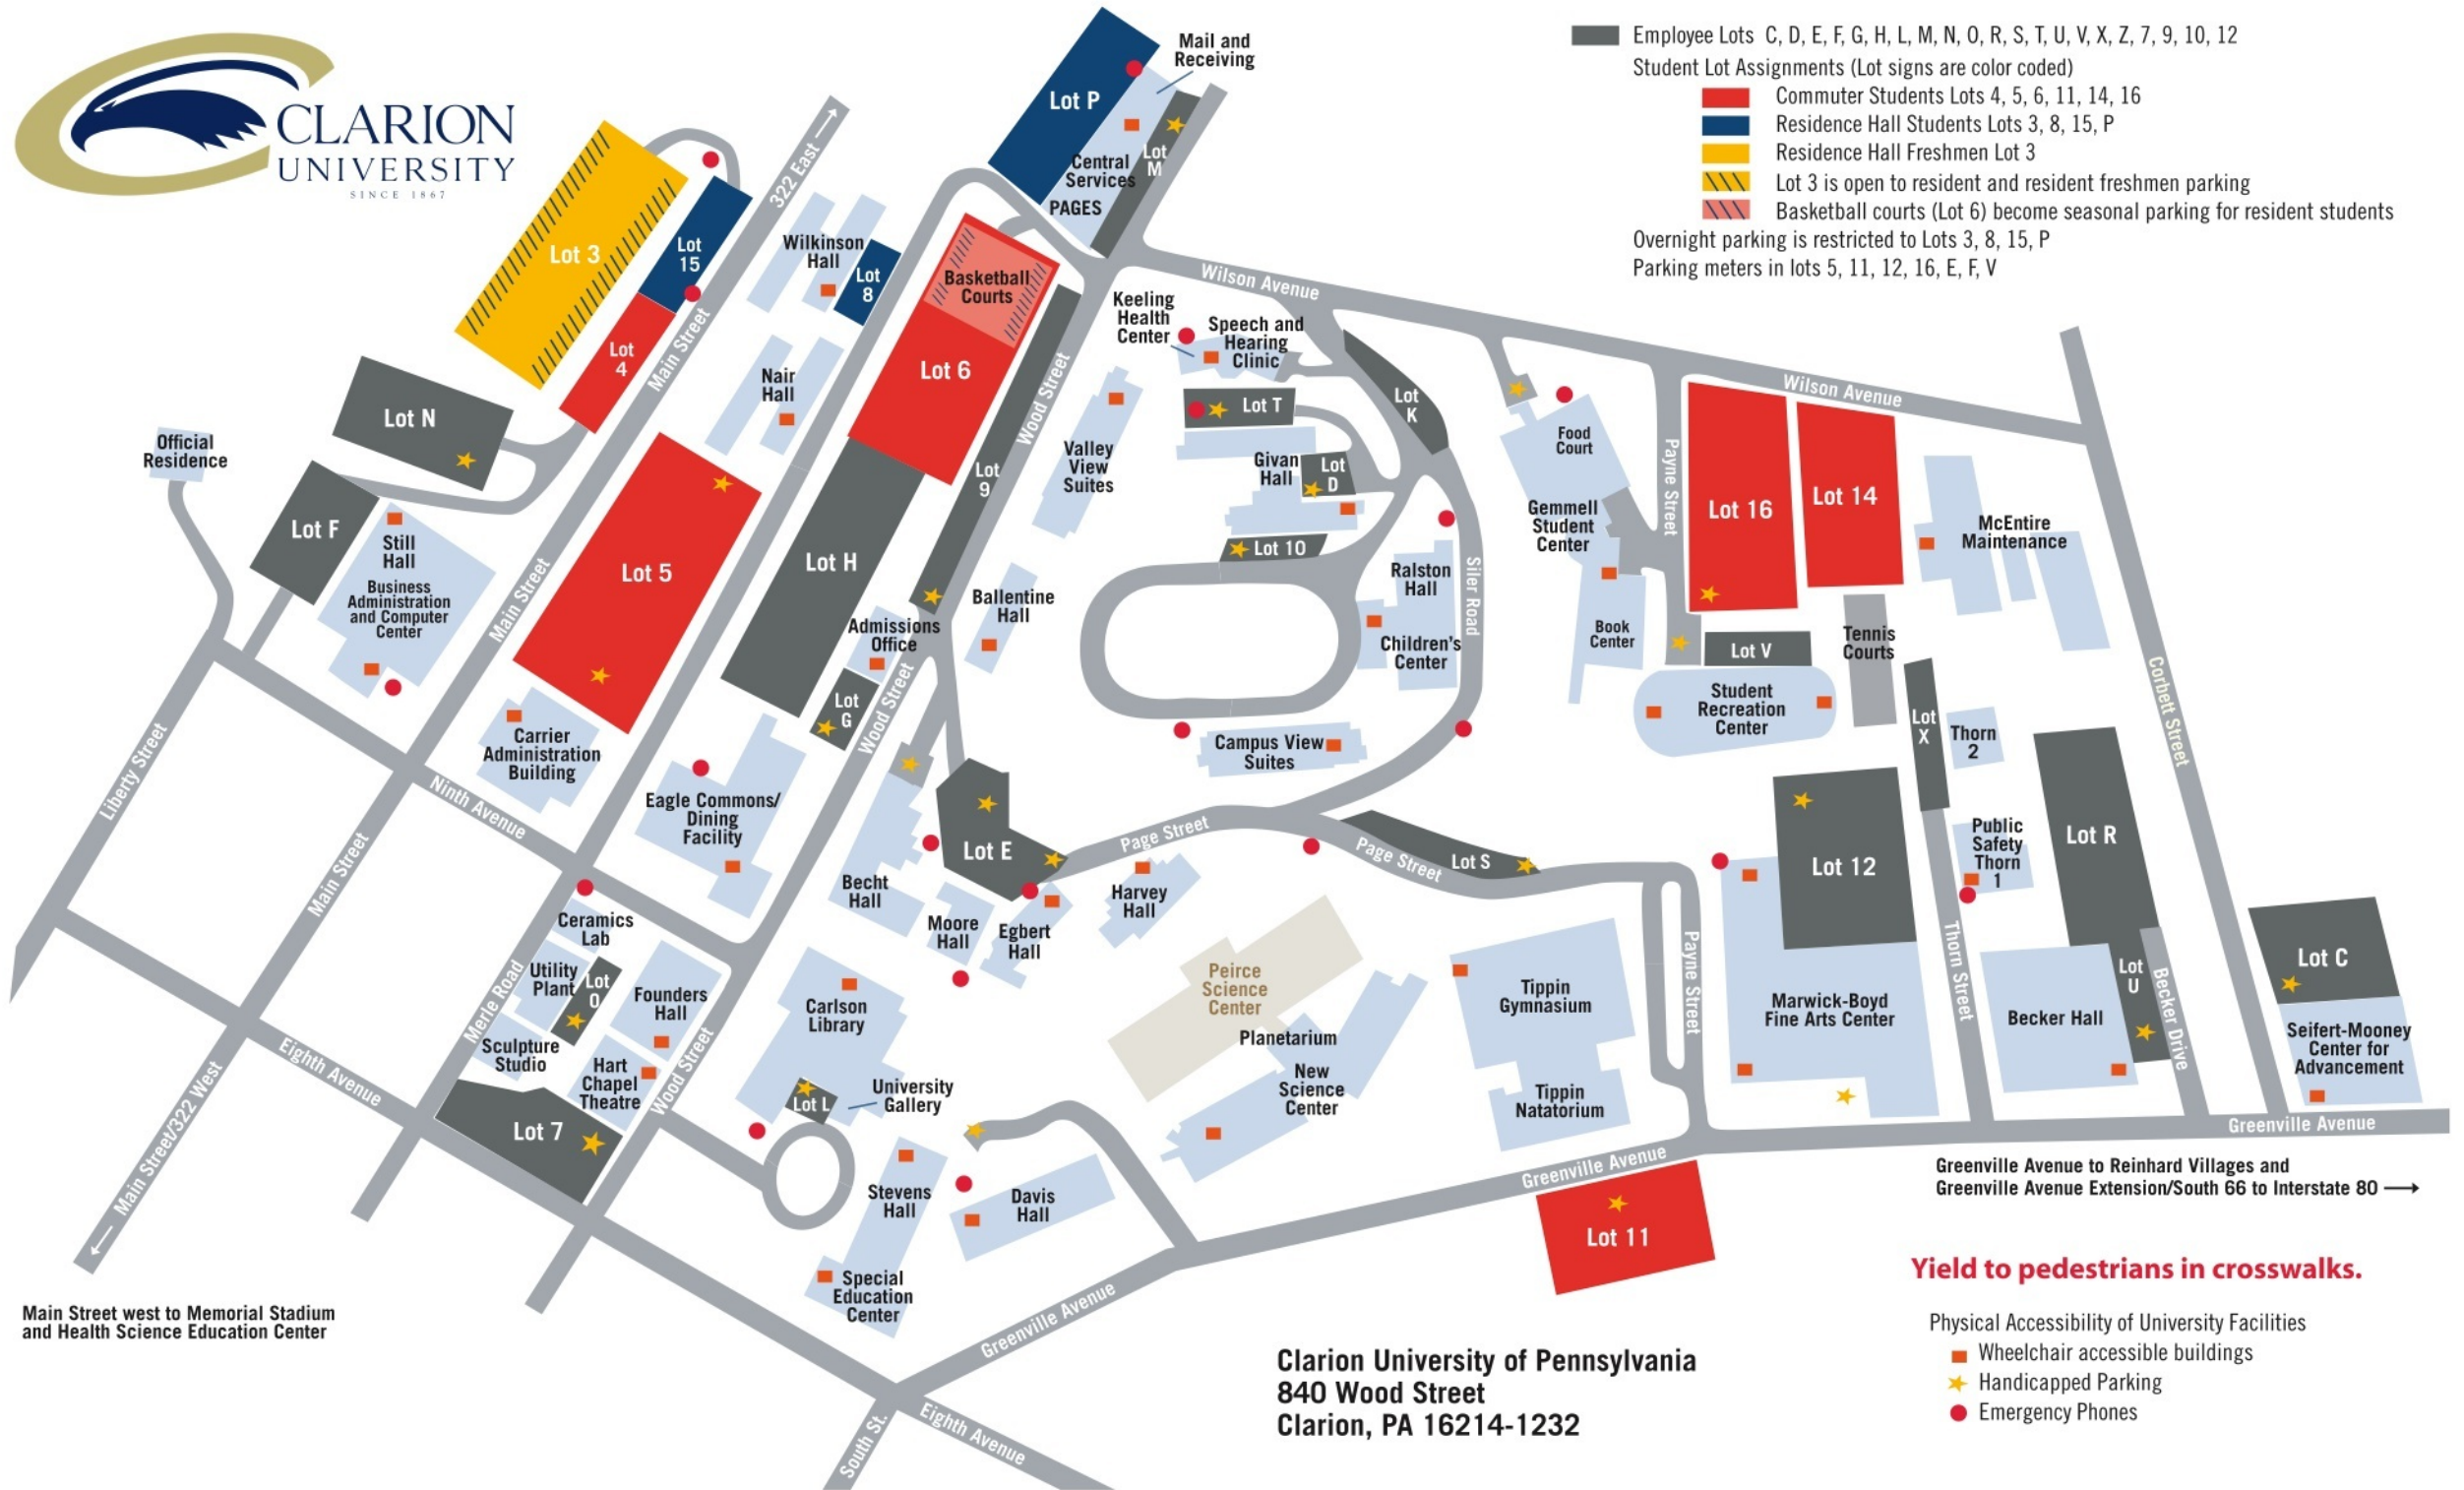 CLARION
UNIVERSITY
SINCE 1867
Employee Lots C, D, E, F, G, H, L, M, N, O, R, S, T, U, V, X, Z, 7, 9, 10, 12
Student Lot Assignments (Lot signs are color coded)
Commuter Students Lots 4, 5, 6, 11, 14, 16
Residence Hall Students Lots 3, 8, 15, P
Residence Hall Freshmen Lot 3
Lot 3 is open to resident and resident freshmen parking
Basketball courts (Lot 6) become seasonal parking for resident students
Overnight parking is restricted to Lots 3, 8, 15, P
Parking meters in lots 5, 11, 12, 16, E, F, V
Mail and
Receiving
Lot P
Central
Services
PAGES
Lot
M
322 East
Lot 3
Lot
15
Lot
4
Main Street
Wilkinson
Hall
Lot
8
Basketball
Courts
Lot 6
Nair
Hall
Wilson Avenue
Keeling
Health
Center
Speech and
Hearing
Clinic
Lot T
Lot
K
Wood Street
Lot
9
Valley
View
Suites
Givan
Hall
Lot
D
Lot 10
Food
Court
Gemmell
Student
Center
Book
Center
Payne Street
Wilson Avenue
Lot 16
Lot 14
McEntire
Maintenance
Official
Residence
Lot N
Lot F
Still
Hall
Business
Administration
and Computer
Center
Main Street
Lot 5
Lot H
Admissions
Office
Lot
G
Wood Street
Ballentine
Hall
Ralston
Hall
Children's
Center
Siler Road
Lot V
Tennis
Courts
Student
Recreation
Center
Lot
X
Thorn
2
Corbett Street
Carrier
Administration
Building
Liberty Street
Ninth Avenue
Main Street
Eagle Commons/
Dining
Facility
Campus View
Suites
Lot E
Page Street
Page Street
Lot S
Becht
Hall
Moore
Hall
Egbert
Hall
Harvey
Hall
Lot 12
Public
Safety
Thorn
1
Lot R
Lot C
Ceramics
Lab
Utility
Plant
Lot
O
Founders
Hall
Merle Road
Sculpture
Studio
Hart
Chapel
Theatre
Wood Street
Carlson
Library
Lot L
University
Gallery
Peirce
Science
Center
Planetarium
New
Science
Center
Tippin
Gymnasium
Tippin
Natatorium
Payne Street
Marwick-Boyd
Fine Arts Center
Thorn Street
Becker Hall
Lot
U
Becker Drive
Seifert-Mooney
Center for
Advancement
Eighth Avenue
Main Street/322 West
Lot 7
Stevens
Hall
Davis
Hall
Special
Education
Center
Greenville Avenue
Greenville Avenue
Greenville Avenue
Lot 11
Greenville Avenue to Reinhard Villages and
Greenville Avenue Extension/South 66 to Interstate 80
Yield to pedestrians in crosswalks.
Physical Accessibility of University Facilities
Wheelchair accessible buildings
Handicapped Parking
Emergency Phones
Main Street west to Memorial Stadium
and Health Science Education Center
Clarion University of Pennsylvania
840 Wood Street
Clarion, PA 16214-1232
South St.
Eighth Avenue